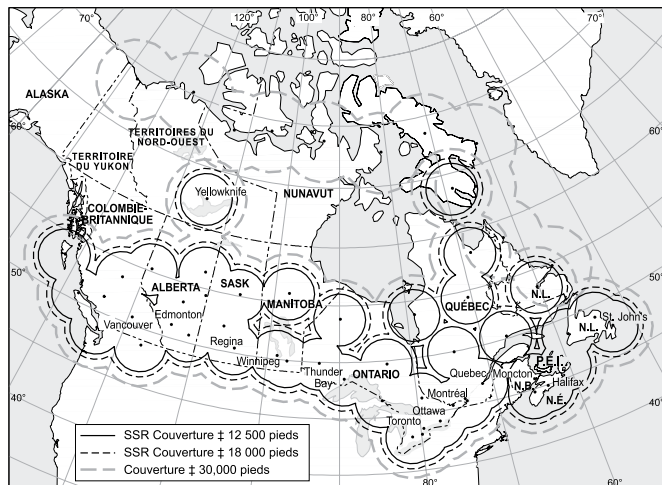 70°
120°
100°
80°
60°
70°
ALASKA
60°
TERRITOIRES DU
NORD-OUEST
TERRITOIRE
DU YUKON
Yellowknife
NUNAVUT
60°
COLOMBIE-
BRITANNIQUE
50°
ALBERTA
SASK
MANITOBA
QUÉBEC
N.L.
50°
St. John's
N.L.
Edmonton
Vancouver
Regina
Winnipeg
Thunder
Bay
ONTARIO
P.E.I.
Quebec
Moncton
Halifax
N.B.
N.É.
Montréal
Ottawa
Toronto
40°
40°
80°
60°
SSR Couverture ‡ 12 500 pieds
SSR Couverture ‡ 18 000 pieds
Couverture ‡ 30,000 pieds